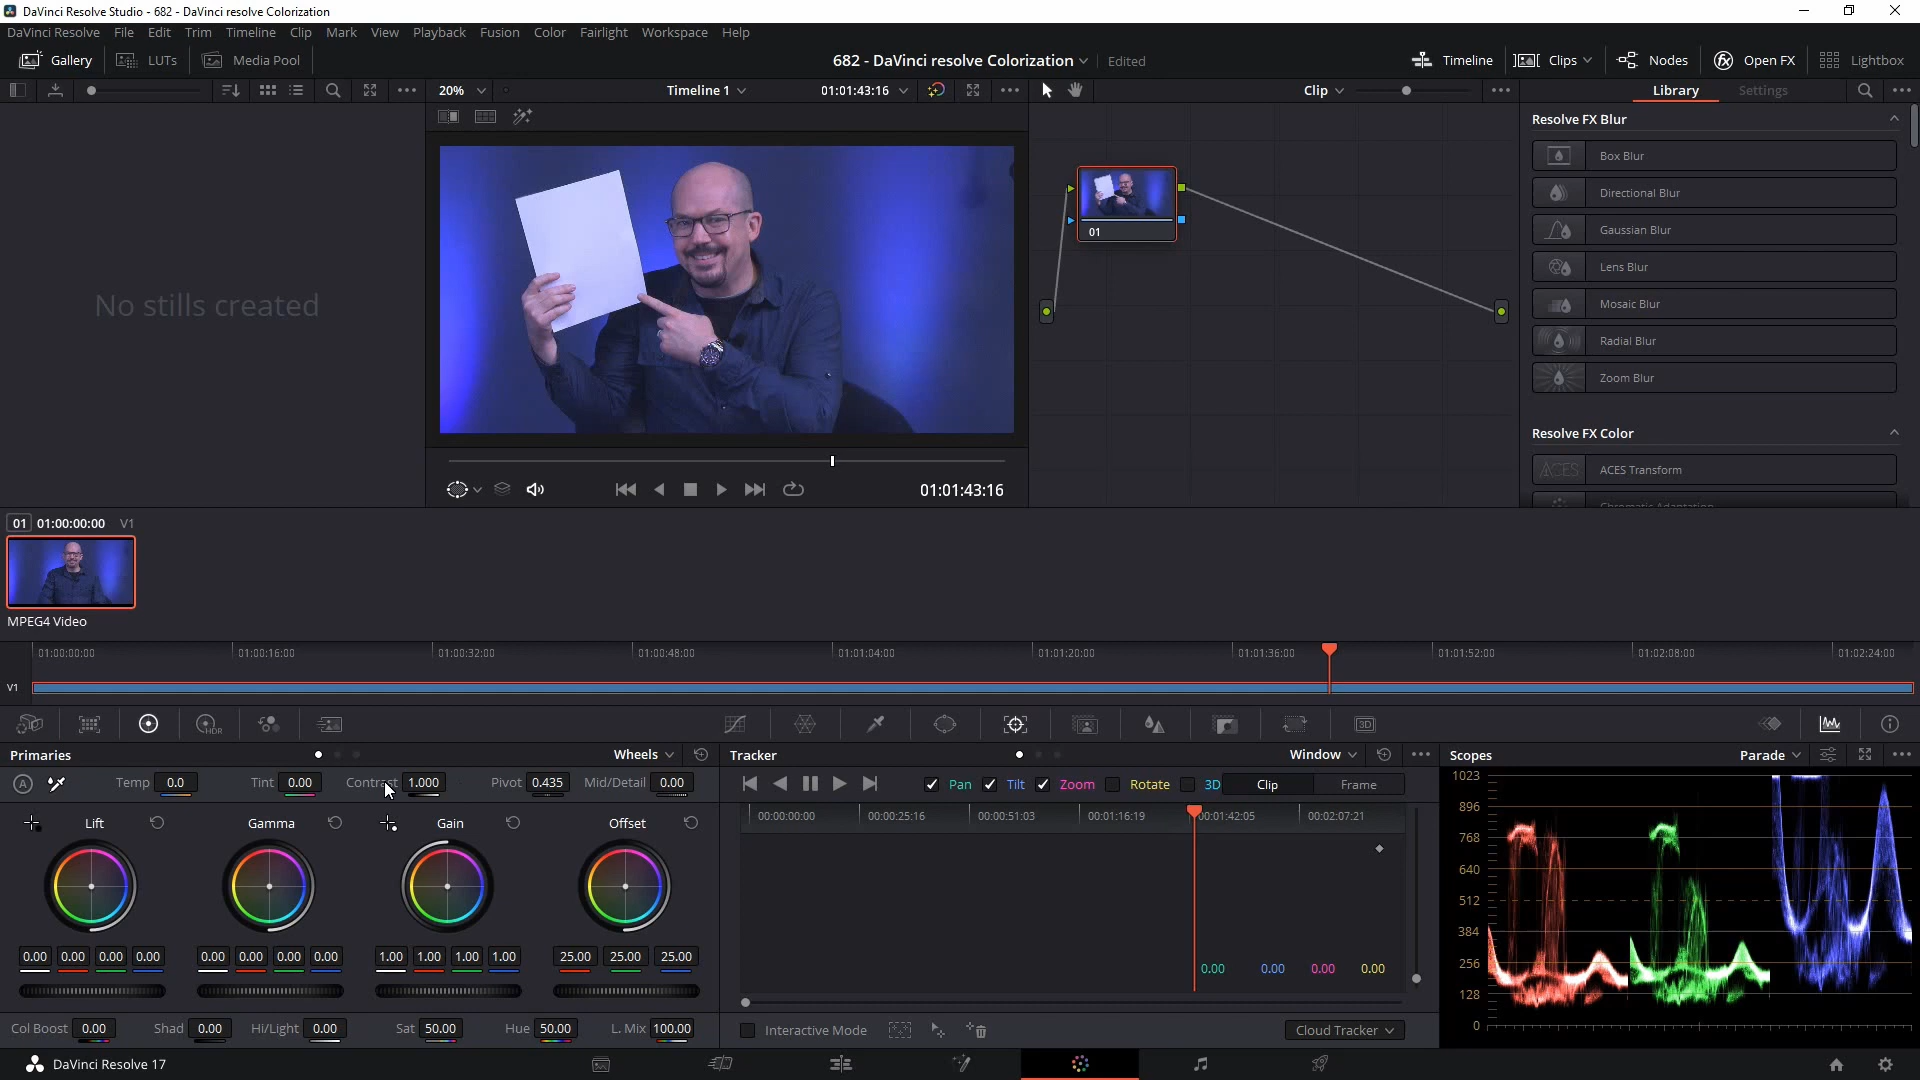 DaVinci Resolve Studio - 682 - DaVinci resolve Colorization
DaVinci Resolve File Edit Trim Timeline Clip Mark View Playback Fusion Color Fairlight Workspace Help
Gallery LUTs Media Pool 682 - DaVinci resolve Colorization Edited Timeline Clips Nodes Open FX Lightbox
20% Timeline 1 01:01:43:16 Clip Library Settings
Resolve FX Blur
Box Blur
Directional Blur
Gaussian Blur
Lens Blur
Mosaic Blur
Radial Blur
Zoom Blur
Resolve FX Color
ACES Transform
01
No stills created
01:01:43:16
01 01:00:00:00 V1
MPEG4 Video
01:00:00:00 01:00:16:00 01:00:32:00 01:00:48:00 01:01:04:00 01:01:20:00 01:01:36:00 01:01:52:00 01:02:08:00 01:02:24:00
V1
HDR 3D
Primaries Wheels Tracker Window Scopes Parade
A Temp 0.0 Tint 0.00 Contrast 1.000 Pivot 0.435 Mid/Detail 0.00
Pan Tilt Zoom Rotate 3D Clip Frame
Lift Gamma Gain Offset
00:00:00:00 00:00:25:16 00:00:51:03 00:01:16:19 00:01:42:05 00:02:07:21
1023
896
768
640
512
384
256
128
0
0.00 0.00 0.00 0.00 0.00 0.00 0.00 0.00 1.00 1.00 1.00 1.00 25.00 25.00 25.00
0.00 0.00 0.00 0.00
Col Boost 0.00 Shad 0.00 Hi/Light 0.00 Sat 50.00 Hue 50.00 L. Mix 100.00
Interactive Mode Cloud Tracker
DaVinci Resolve 17